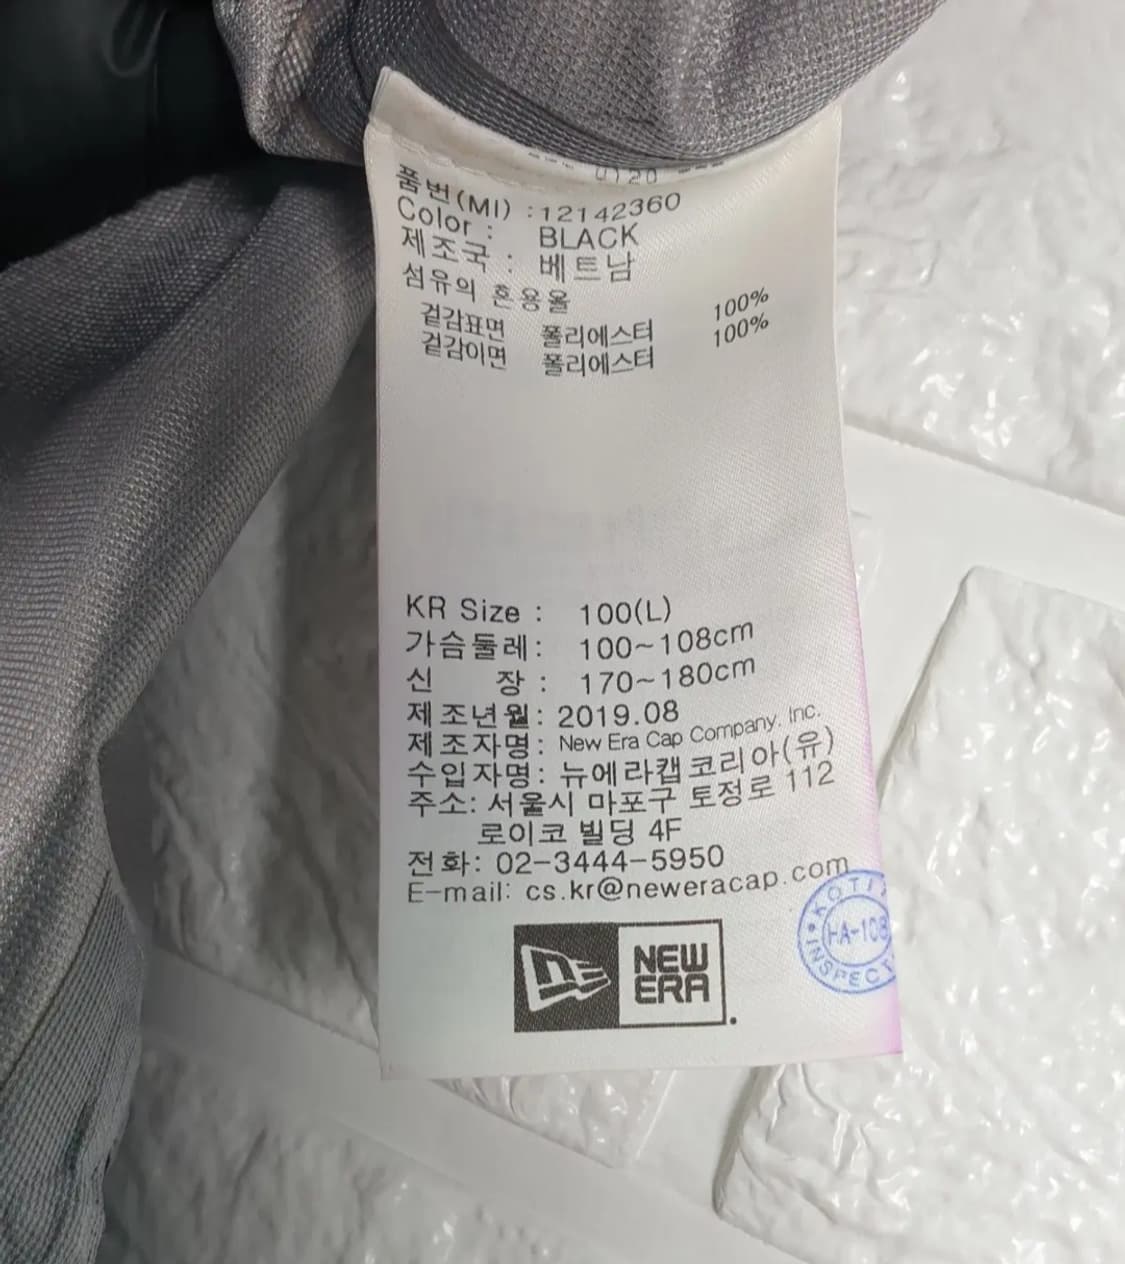 품번(MI) :12142360
Color : BLACK
제조국 : 베트남
섬유의 혼용율
겉감표면 폴리에스터 100%
겉감이면 폴리에스터 100%
KR Size : 100(L)
가슴둘레: 100~108cm
신 장 : 170~180cm
제조년월: 2019.08
제조자명: New Era Cap Company. Inc.
수입자명: 뉴에라캡코리아(유)
주소: 서울시 마포구 토정로 112
로이코 빌딩 4F
전화: 02-3444-5950
E-mail: cs.kr@neweracap.com
KOTI
HA-108
INSPECT
NEW
ERA